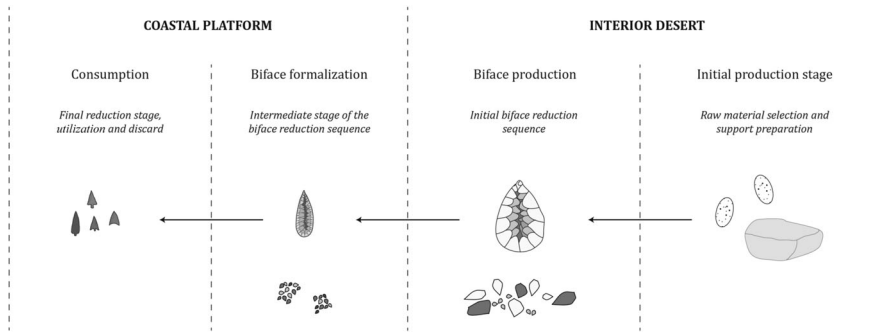 COASTAL PLATFORM
INTERIOR DESERT
Consumption
Biface formalization
Biface production
Initial production stage
Final reduction stage,
utilization and discard
Intermediate stage of the
biface reduction sequence
Initial biface reduction
sequence
Raw material selection and
support preparation